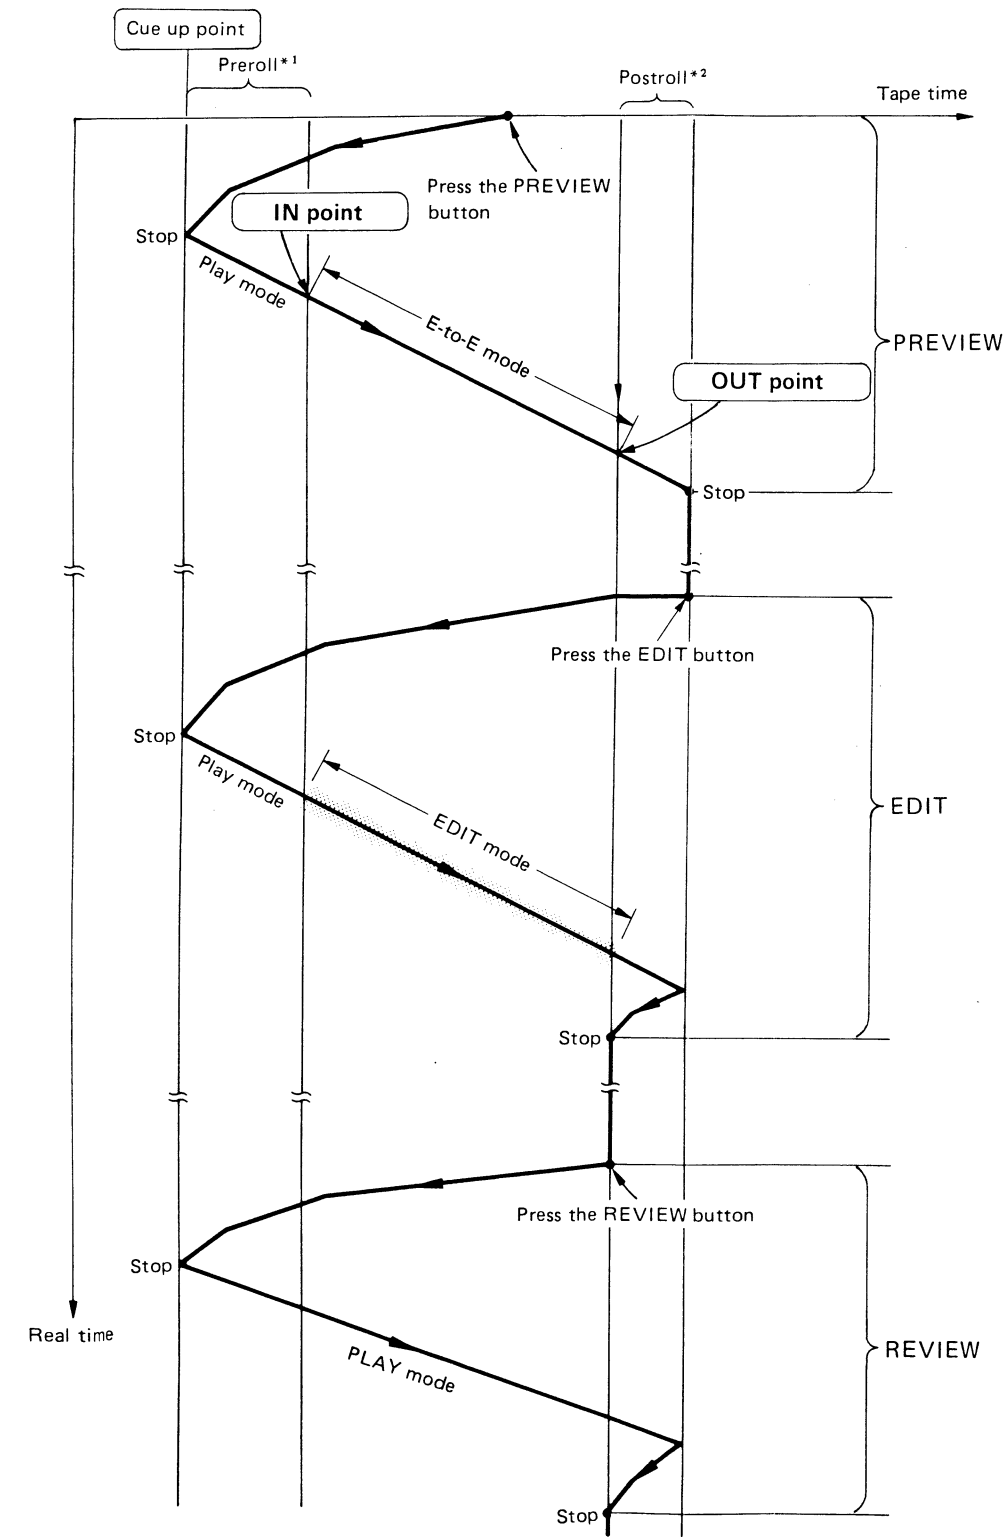 Cue up point
Preroll*1
Postroll*2
Tape time
Press the PREVIEW
button
IN point
Stop
Play mode
E-to-E mode
PREVIEW
OUT point
Stop
Press the EDIT button
Stop
Play mode
EDIT mode
EDIT
Stop
Press the REVIEW button
Stop
Real time
PLAY mode
REVIEW
Stop